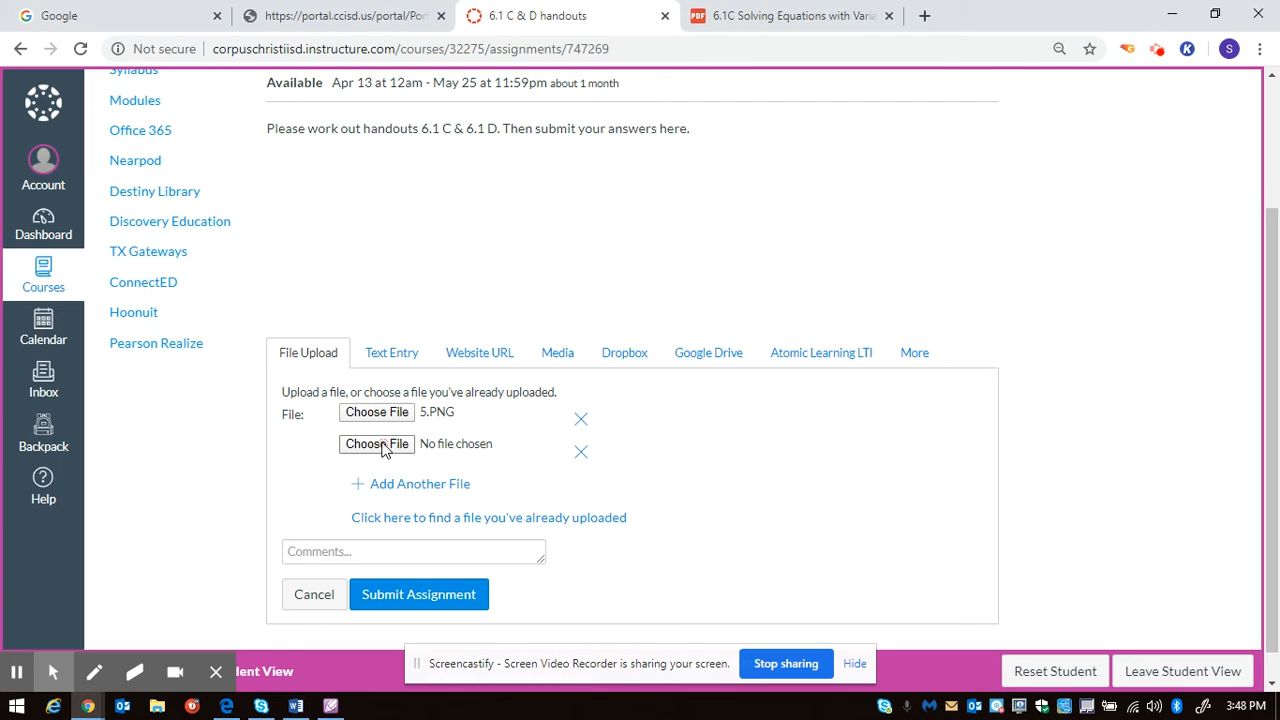 Google
https://portal.ccisd.us/portal/Port
6.1 C & D handouts
PDF
6.1C Solving Equations with Varia
S
Not secure
corpuschristiisd.instructure.com/courses/32275/assignments/747269
K
Syllabus
Available Apr 13 at 12am - May 25 at 11:59pm about 1 month
Modules
Please work out handouts 6.1 C & 6.1 D. Then submit your answers here.
Office 365
Nearpod
Account
Destiny Library
Discovery Education
Dashboard
TX Gateways
ConnectED
Courses
Hoonuit
Calendar
Pearson Realize
File Upload
Text Entry
Website URL
Media
Dropbox
Google Drive
Atomic Learning LTI
More
Inbox
Upload a file, or choose a file you've already uploaded.
File:
Choose File
5.PNG
Backpack
Choose File
No file chosen
Help
Add Another File
Click here to find a file you've already uploaded
Comments...
Cancel
Submit Assignment
dent View
Screencastify - Screen Video Recorder is sharing your screen.
Stop sharing
Hide
Reset Student
Leave Student View
3:48 PM